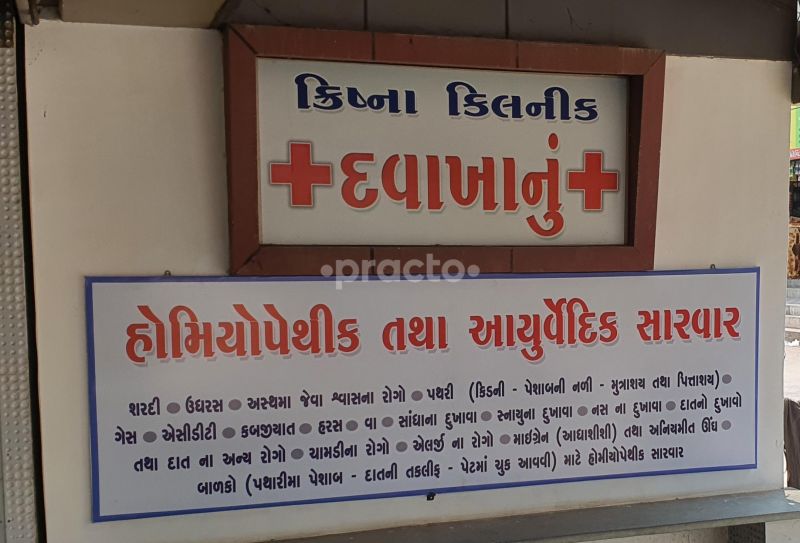 ક્રિષ્ના કિલનીક
દવાખાનું
•practo•
હોમિયોપેથીક તથા આયુર્વેદિક સારવાર
શરદી ● ઉધરસ ● અસ્થમા જેવા શ્વાસના રોગો ● પથરી (કિડની - પેશાબની નળી - મુત્રાશય તથા પિત્તાશય) ●
ગેસ ● એસીડીટી ● કબજીયાત ● હરસ ● વા ● સાંધાના દુખાવા ● સ્નાયુના દુખાવા ● નસ ના દુખાવા ● દાતનો દુખાવો
તથા દાત ના અન્ય રોગો ● ચામડીના રોગો ● એલર્જી ના રોગો ● માઈગ્રેન (આધાશીશી) તથા અનિયમીત ઊંઘ ●
બાળકો (પથારીમા પેશાબ - દાતની તકલીફ - પેટમાં ચુક આવવી) માટે હોમીયોપેથીક સારવાર